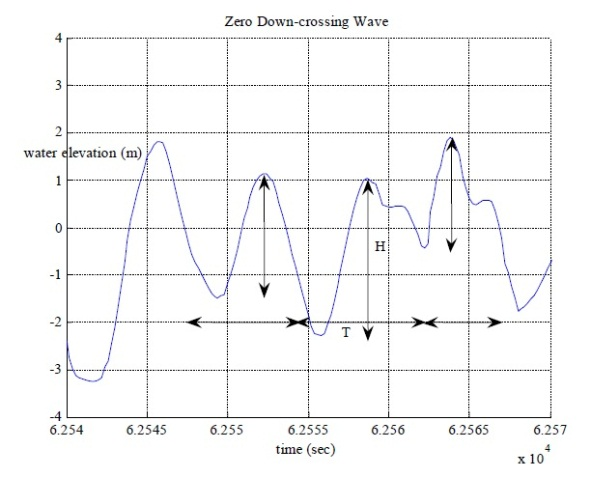 Zero Down-crossing Wave
4
3
2
water elevation (m)
1
0
H
-1
-2
T
-3
-4
6.254 6.2545 6.255 6.2555 6.256 6.2565 6.257
time (sec)
x 10^4